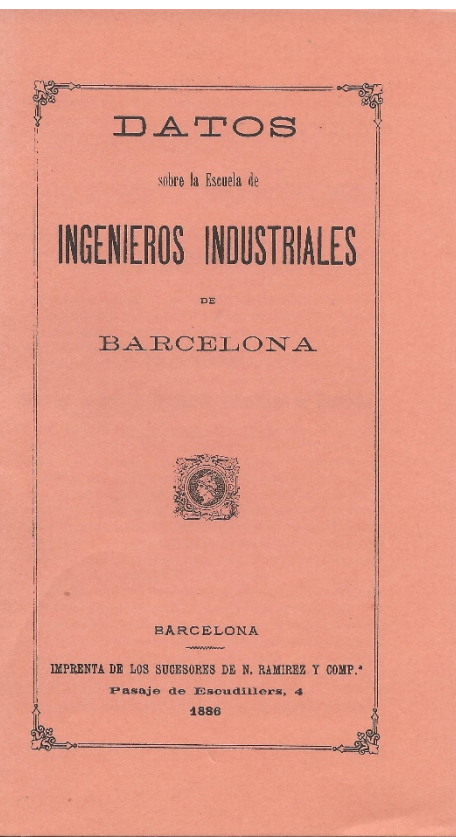 DATOS
sobre la Escuela de
INGENIEROS INDUSTRIALES
DE
BARCELONA
BARCELONA
IMPRENTA DE LOS SUCESORES DE N. RAMIREZ Y COMP.ª
Pasaje de Escudillers, 4
1886